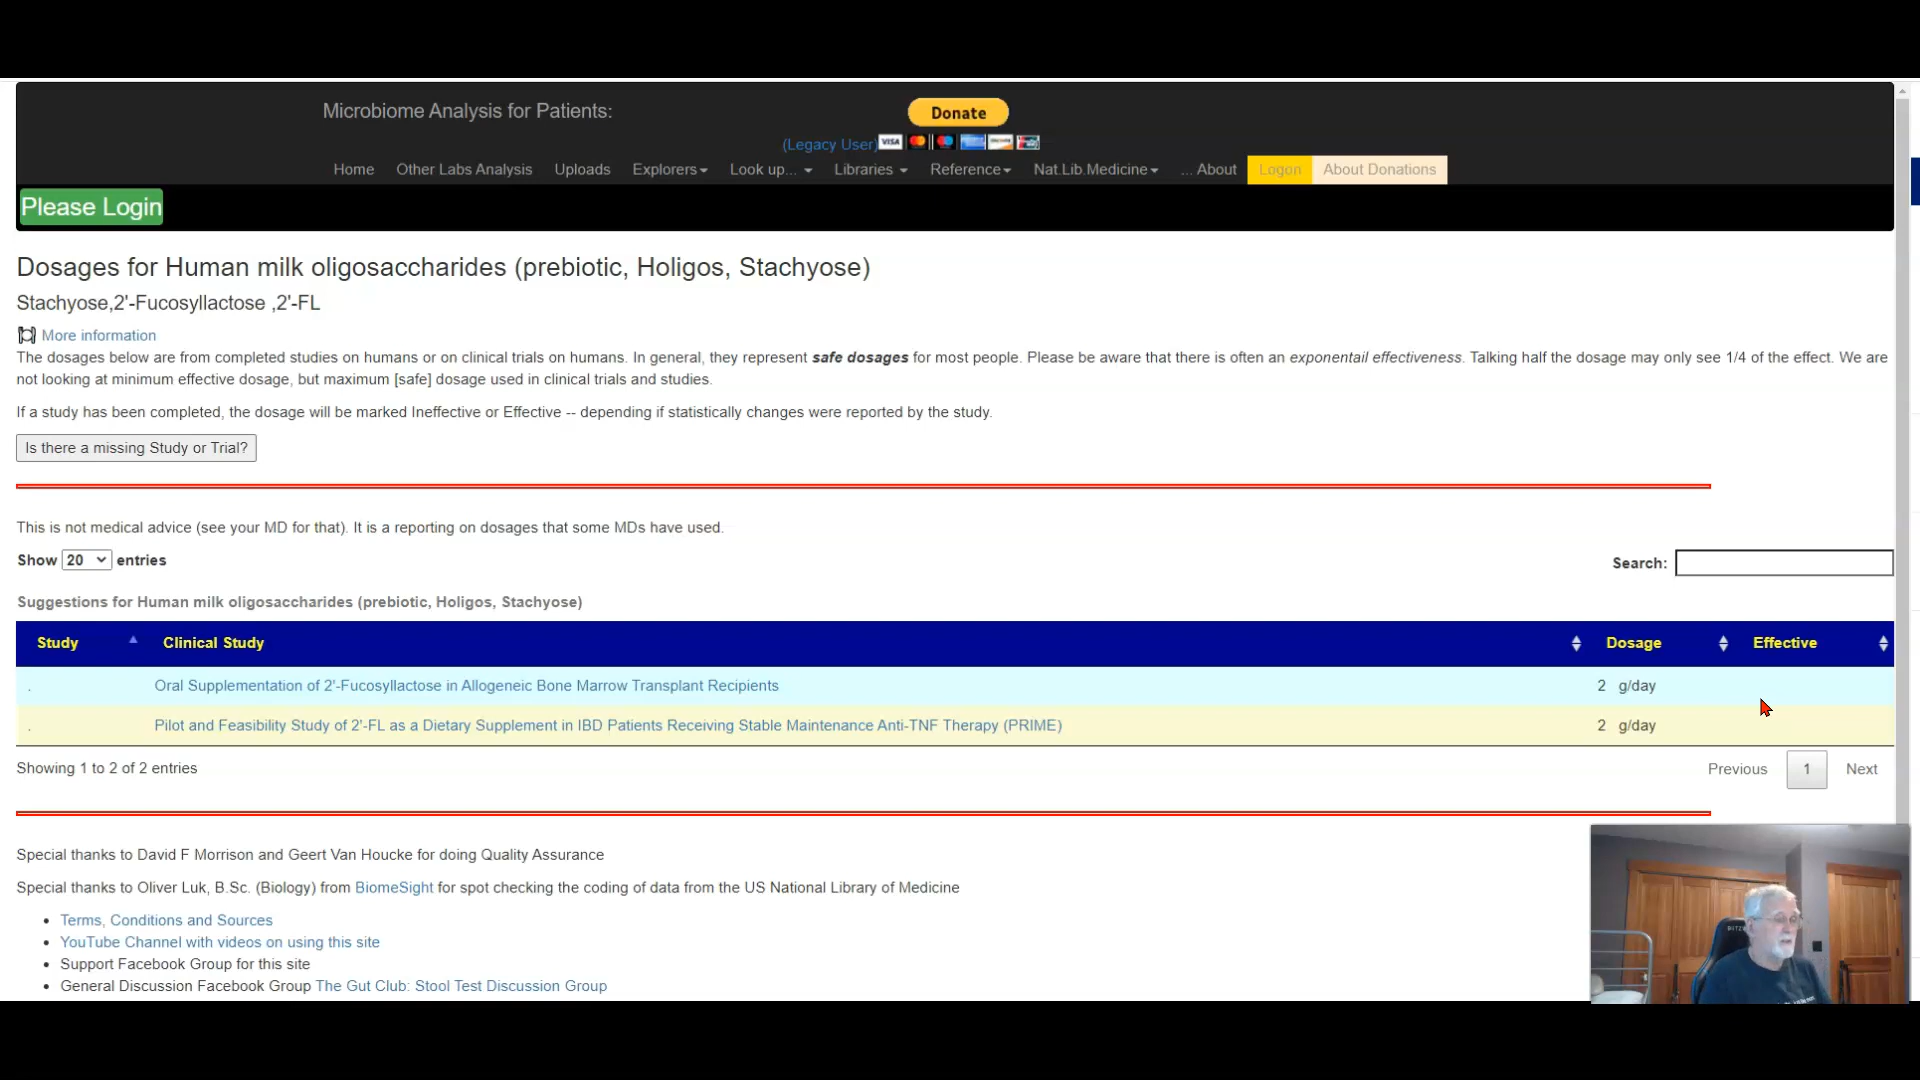 Microbiome Analysis for Patients:
Donate
(Legacy User)
VISA
Home Other Labs Analysis Uploads Explorers Look up... Libraries Reference Nat.Lib.Medicine ... About Logon About Donations
Please Login
Dosages for Human milk oligosaccharides (prebiotic, Holigos, Stachyose)
Stachyose,2'-Fucosyllactose ,2'-FL
More information
The dosages below are from completed studies on humans or on clinical trials on humans. In general, they represent safe dosages for most people. Please be aware that there is often an exponentail effectiveness. Talking half the dosage may only see 1/4 of the effect. We are
not looking at minimum effective dosage, but maximum [safe] dosage used in clinical trials and studies.
If a study has been completed, the dosage will be marked Ineffective or Effective -- depending if statistically changes were reported by the study.
Is there a missing Study or Trial?
This is not medical advice (see your MD for that). It is a reporting on dosages that some MDs have used.
Show 20 entries
Search:
Suggestions for Human milk oligosaccharides (prebiotic, Holigos, Stachyose)
Study Clinical Study Dosage Effective
. Oral Supplementation of 2'-Fucosyllactose in Allogeneic Bone Marrow Transplant Recipients 2 g/day
. Pilot and Feasibility Study of 2'-FL as a Dietary Supplement in IBD Patients Receiving Stable Maintenance Anti-TNF Therapy (PRIME) 2 g/day
Showing 1 to 2 of 2 entries
Previous 1 Next
Special thanks to David F Morrison and Geert Van Houcke for doing Quality Assurance
Special thanks to Oliver Luk, B.Sc. (Biology) from BiomeSight for spot checking the coding of data from the US National Library of Medicine
• Terms, Conditions and Sources
• YouTube Channel with videos on using this site
• Support Facebook Group for this site
• General Discussion Facebook Group The Gut Club: Stool Test Discussion Group